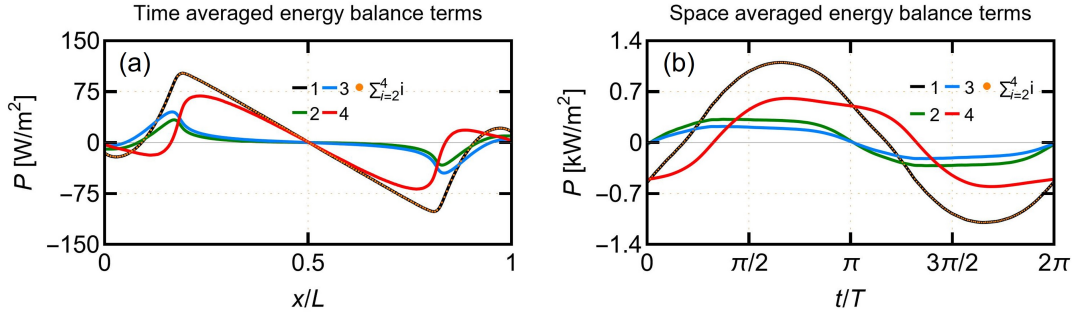 Time averaged energy balance terms
150
75
0
−75
−150
P [W/m²]
(a)
1 3 ∑⁴ᵢ₌₂i
2 4
0 0.5 1
x/L
Space averaged energy balance terms
1.4
0.7
0
−0.7
−1.4
P [kW/m²]
(b)
1 3 ∑⁴ᵢ₌₂i
2 4
0 π/2 π 3π/2 2π
t/T